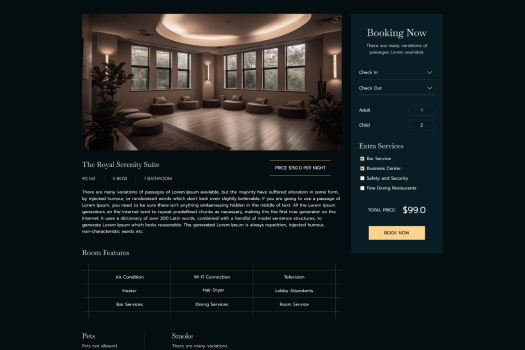 Booking Now
There are many variations of
passages Lorem available.
Check In
Check Out
Adult 1
Child 2
Extra Services
Bar Service
Business Center
Safety and Security
Fine Dining Restaurants
TOTAL PRICE: $99.0
BOOK NOW
The Royal Serenity Suite
PRICE $150.0 PER NIGHT
90 M2 3 BEDS 1 BATHROOM
There are many variations of passages of Lorem Ipsum available, but the majority have suffered alteration in some form,
by injected humour, or randomised words which don't look even slightly believable. If you are going to use a passage of
Lorem Ipsum, you need to be sure there isn't anything embarrassing hidden in the middle of text. All the Lorem Ipsum
generators on the Internet tend to repeat predefined chunks as necessary, making this the first true generator on the
Internet. It uses a dictionary of over 200 Latin words, combined with a handful of model sentence structures, to
generate Lorem Ipsum which looks reasonable. The generated Lorem Ipsum is always repetition, injected humour,
non-characteristic words etc.
Room Features
Air Condition Wi Fi Connection Television
Heater Hair Dryer Lobby Attendants
Bar Services Dining Services Room Service
Pets Smoke
Pets not allowed There are many variations